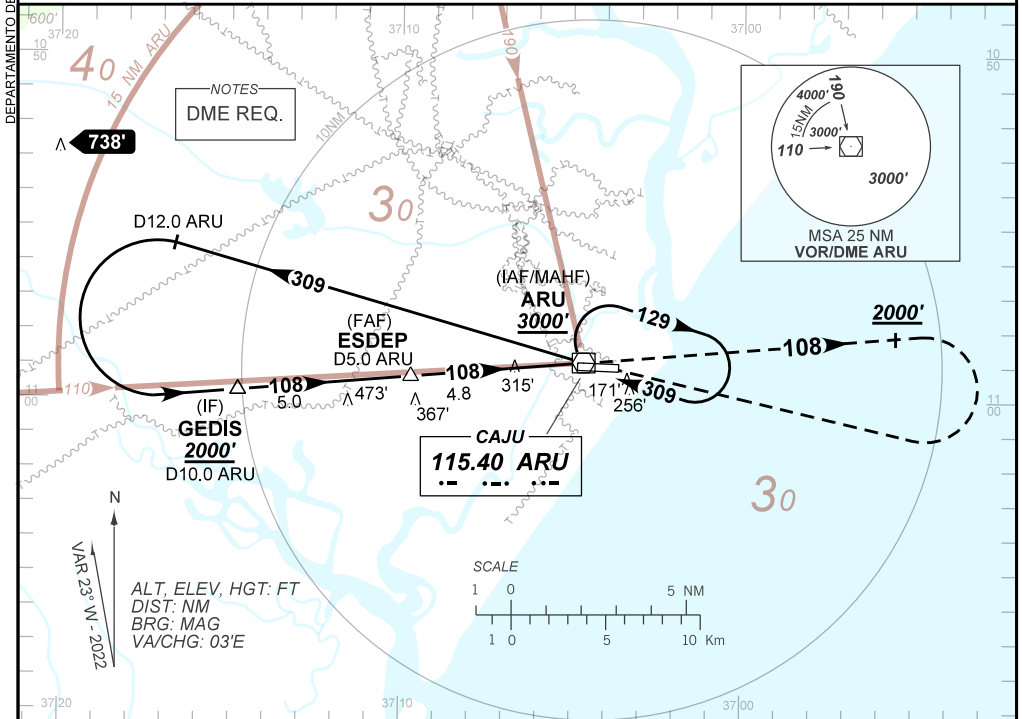 DEPARTAMENTO DE
600'
37 20
37 10
37 00
10
50
10
50
40
15 NM ARU
30
190
NOTES
DME REQ.
10NM
738'
4000'
190
15NM
3000'
110
3000'
MSA 25 NM
VOR/DME ARU
D12.0 ARU
309
(IAF/MAHF)
ARU
3000'
129
2000'
(FAF)
ESDEP
D5.0 ARU
108
11
00
110
108
5.0
108
4.8
315'
473'
367'
171'
256'
309
11
00
(IF)
GEDIS
2000'
D10.0 ARU
CAJU
115.40 ARU
30
N
VAR 23° W - 2022
ALT, ELEV, HGT: FT
DIST: NM
BRG: MAG
VA/CHG: 03'E
SCALE
1 0 5 NM
1 0 5 10 Km
37 20
37 10
37 00